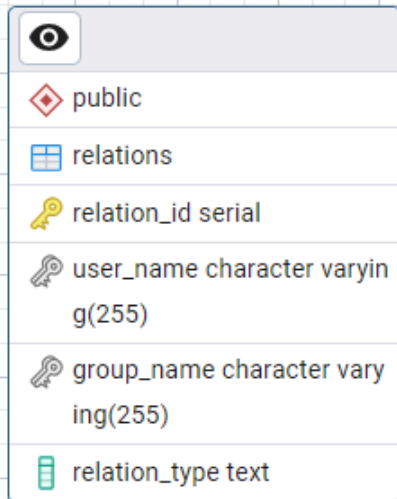 public
relations
relation_id serial
user_name character varyin
g(255)
group_name character vary
ing(255)
relation_type text